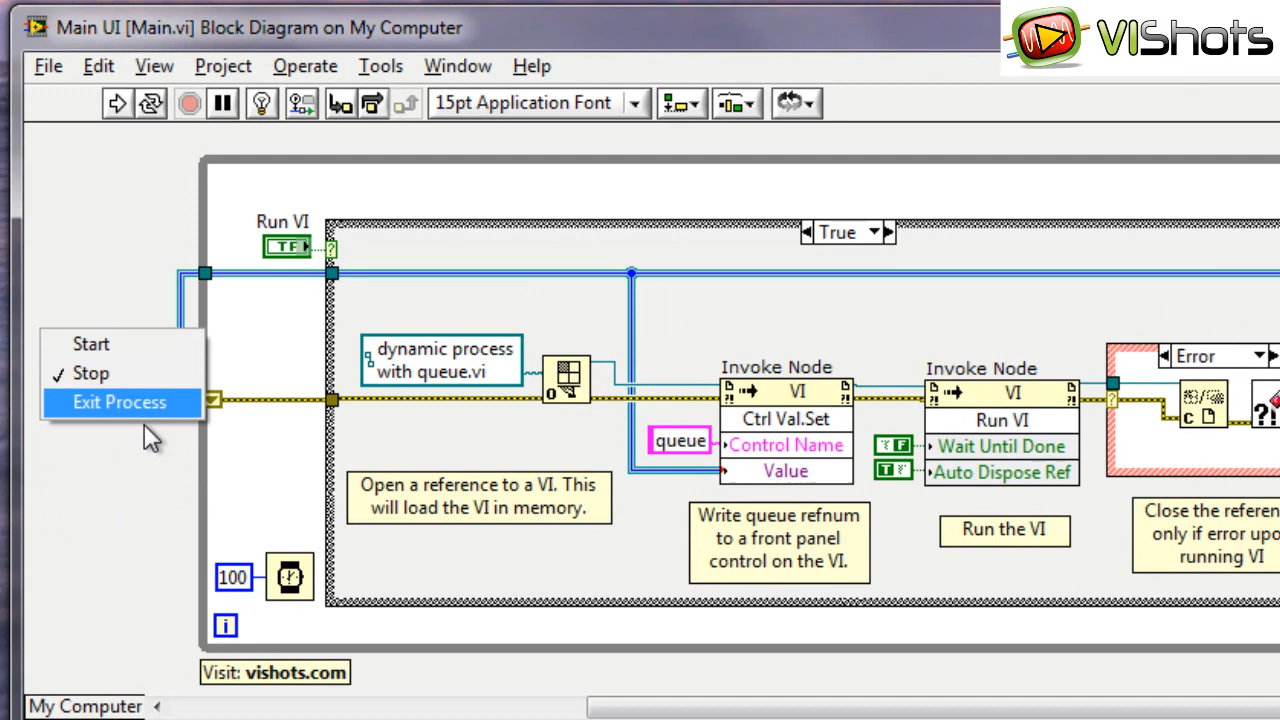 Main UI [Main.vi] Block Diagram on My Computer
VIShots
File Edit View Project Operate Tools Window Help
15pt Application Font
Run VI
TF
?
True
Start
Stop
Exit Process
dynamic process
with queue.vi
O
Invoke Node
VI
?!
?!
Ctrl Val.Set
queue
Control Name
Value
Invoke Node
VI
?!
?!
Run VI
F
Wait Until Done
T
Auto Dispose Ref
Error
?
C
?!
Open a reference to a VI. This
will load the VI in memory.
Write queue refnum
to a front panel
control on the VI.
Run the VI
Close the referen
only if error upo
running VI
100
i
Visit: vishots.com
My Computer